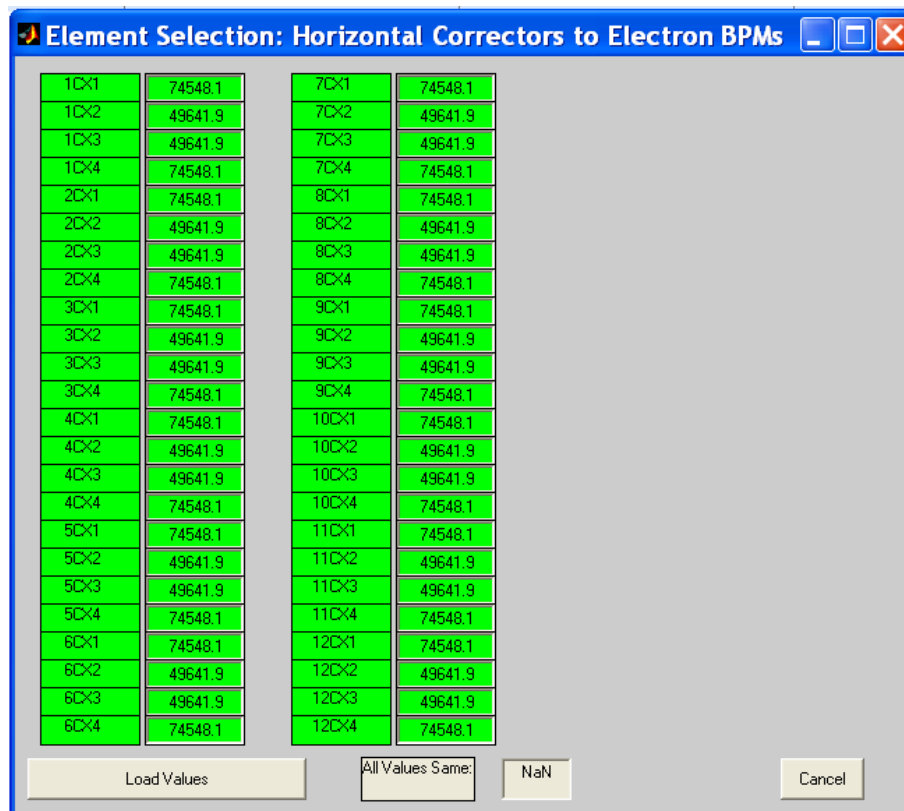 Element Selection: Horizontal Correctors to Electron BPMs
1CX1 74548.1
1CX2 49641.9
1CX3 49641.9
1CX4 74548.1
2CX1 74548.1
2CX2 49641.9
2CX3 49641.9
2CX4 74548.1
3CX1 74548.1
3CX2 49641.9
3CX3 49641.9
3CX4 74548.1
4CX1 74548.1
4CX2 49641.9
4CX3 49641.9
4CX4 74548.1
5CX1 74548.1
5CX2 49641.9
5CX3 49641.9
5CX4 74548.1
6CX1 74548.1
6CX2 49641.9
6CX3 49641.9
6CX4 74548.1
7CX1 74548.1
7CX2 49641.9
7CX3 49641.9
7CX4 74548.1
8CX1 74548.1
8CX2 49641.9
8CX3 49641.9
8CX4 74548.1
9CX1 74548.1
9CX2 49641.9
9CX3 49641.9
9CX4 74548.1
10CX1 74548.1
10CX2 49641.9
10CX3 49641.9
10CX4 74548.1
11CX1 74548.1
11CX2 49641.9
11CX3 49641.9
11CX4 74548.1
12CX1 74548.1
12CX2 49641.9
12CX3 49641.9
12CX4 74548.1
Load Values
All Values Same:
NaN
Cancel